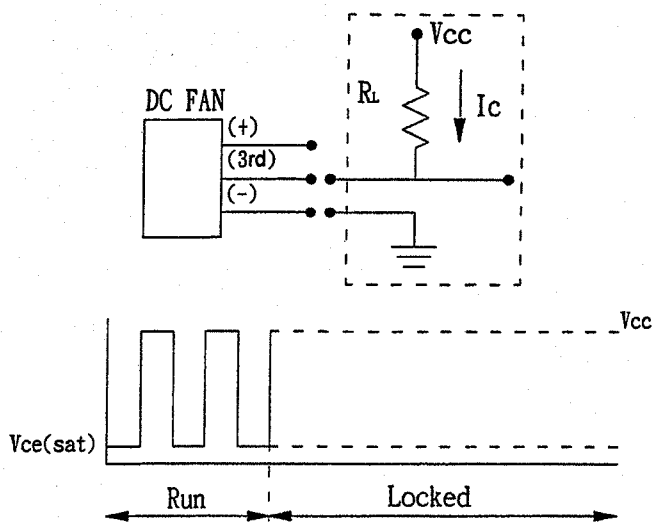 Vcc
DC FAN
RL
Ic
(+)
(3rd)
(-)
Vcc
Vce(sat)
Run
Locked